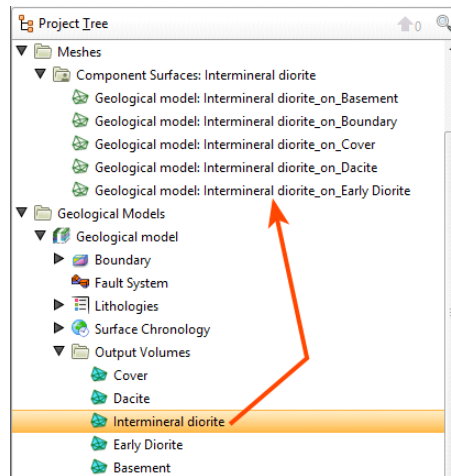 Project Tree
0
Meshes
Component Surfaces: Intermineral diorite
Geological model: Intermineral diorite_on_Basement
Geological model: Intermineral diorite_on_Boundary
Geological model: Intermineral diorite_on_Cover
Geological model: Intermineral diorite_on_Dacite
Geological model: Intermineral diorite_on_Early Diorite
Geological Models
Geological model
Boundary
Fault System
Lithologies
Surface Chronology
Output Volumes
Cover
Dacite
Intermineral diorite
Early Diorite
Basement